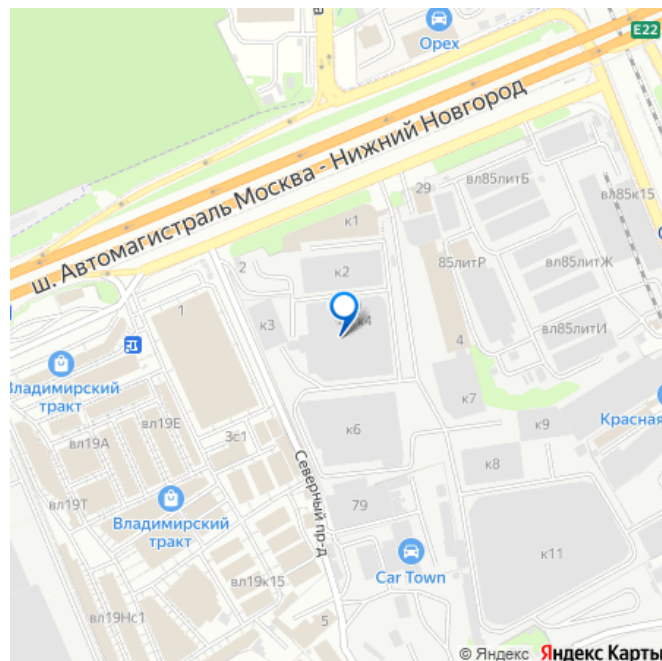 Орех
E22
ш. Автомагистраль Москва - Нижний Новгород
вл85литБ
29
вл85к15
к1
2
к2
85литР
вл85литЖ
1
к3
к4
вл85литИ
4
Владимирский
тракт
вл19Е
3с1
к7
Красная
вл19А
к6
к9
Северный пр-д
к8
вл19Т
79
Владимирский
тракт
к11
Car Town
вл19к15
вл19Нс1
5
© Яндекс Яндекс Карты